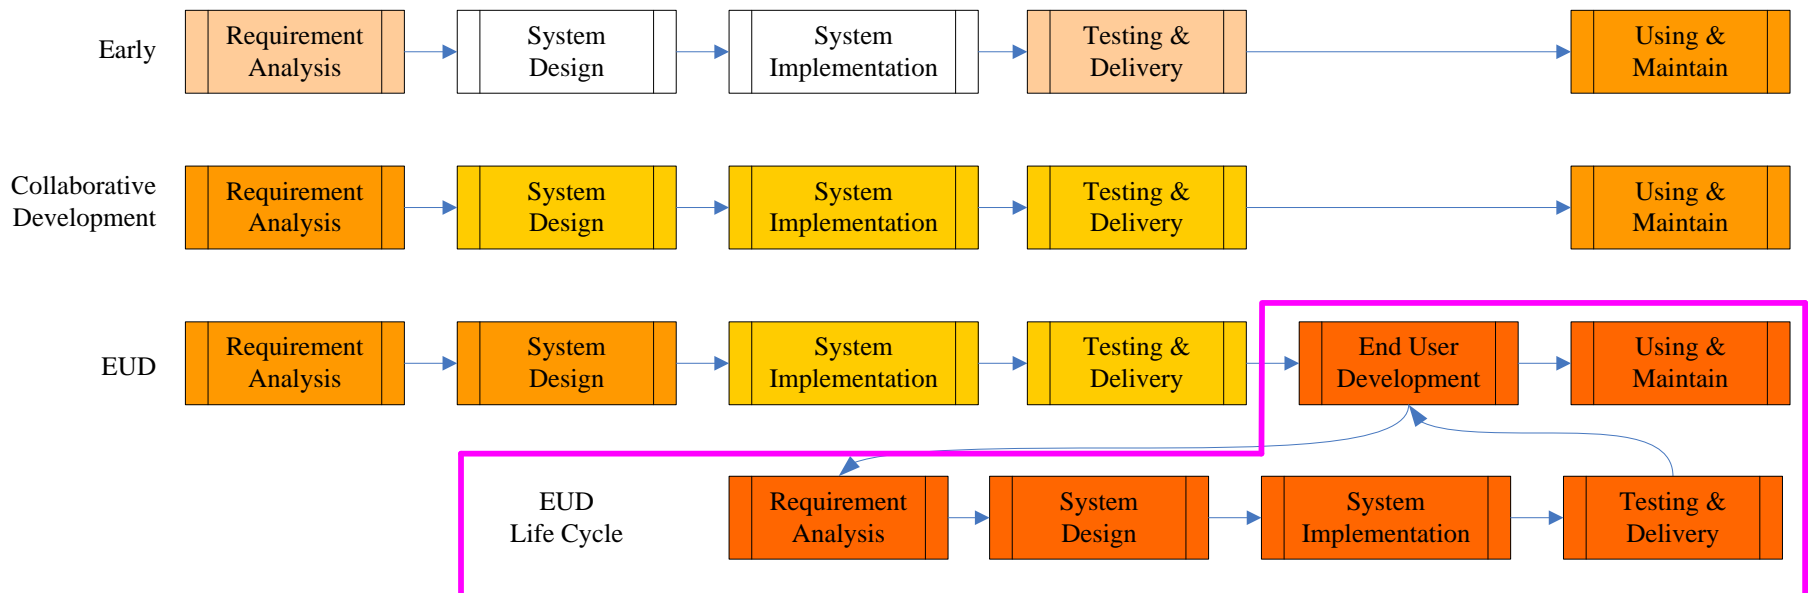 Early
Requirement
Analysis
System
Design
System
Implementation
Testing &
Delivery
Using &
Maintain
Collaborative
Development
Requirement
Analysis
System
Design
System
Implementation
Testing &
Delivery
Using &
Maintain
EUD
Requirement
Analysis
System
Design
System
Implementation
Testing &
Delivery
End User
Development
Using &
Maintain
EUD
Life Cycle
Requirement
Analysis
System
Design
System
Implementation
Testing &
Delivery